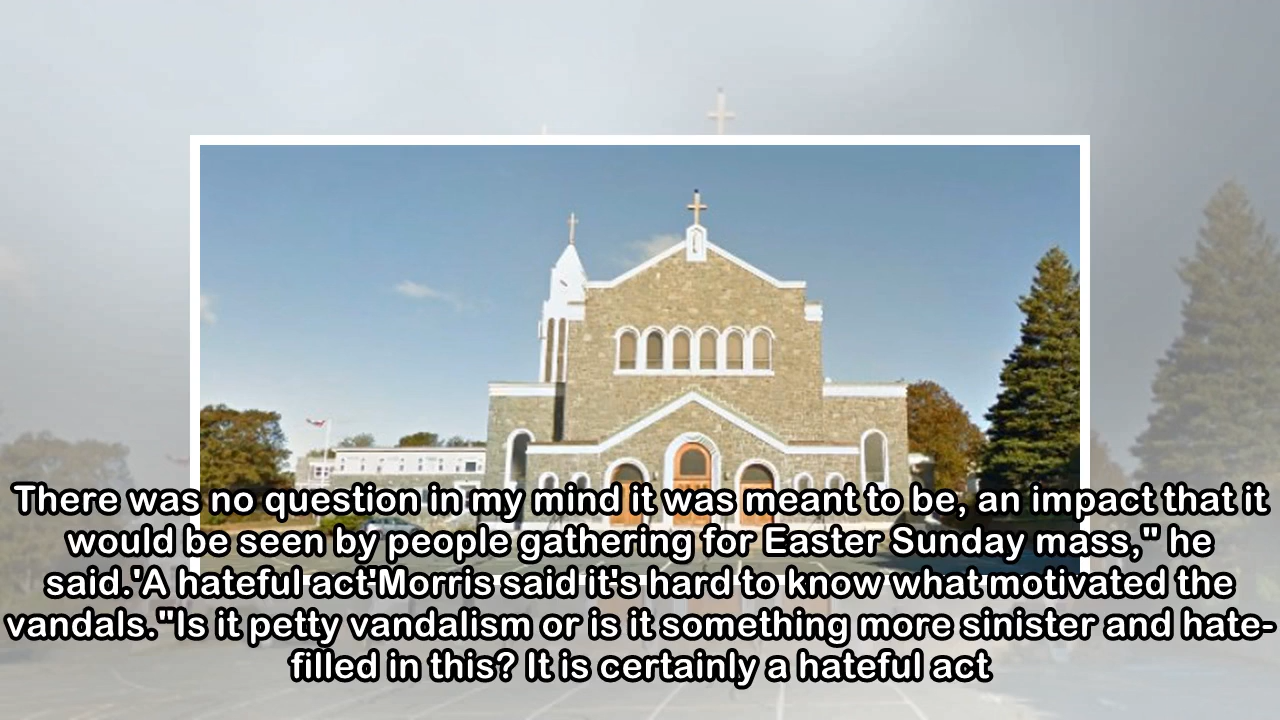 There was no question in my mind it was meant to be, an impact that it
would be seen by people gathering for Easter Sunday mass," he
said.'A hateful act'Morris said it's hard to know what motivated the
vandals."Is it petty vandalism or is it something more sinister and hate-
filled in this? It is certainly a hateful act